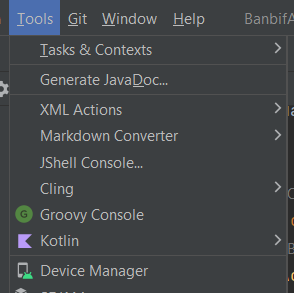 Tools Git Window Help BanbifA
Tasks & Contexts
Generate JavaDoc...
XML Actions
Markdown Converter
JShell Console...
Cling
G Groovy Console
Kotlin
Device Manager